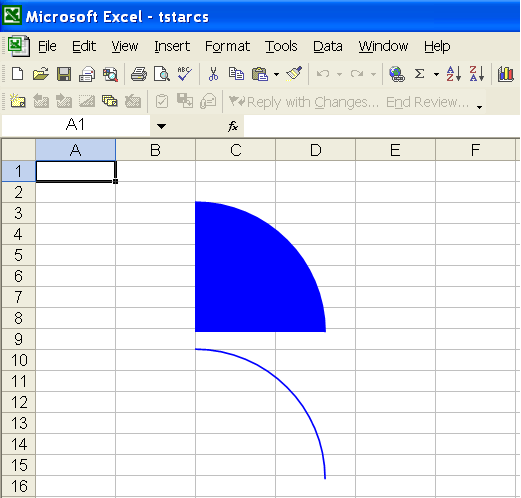 Microsoft Excel - tstarcs
File Edit View Insert Format Tools Data Window Help
Σ A Z Z A
Reply with Changes... End Review...
A1 fx
A B C D E F
1
2
3
4
5
6
7
8
9
10
11
12
13
14
15
16